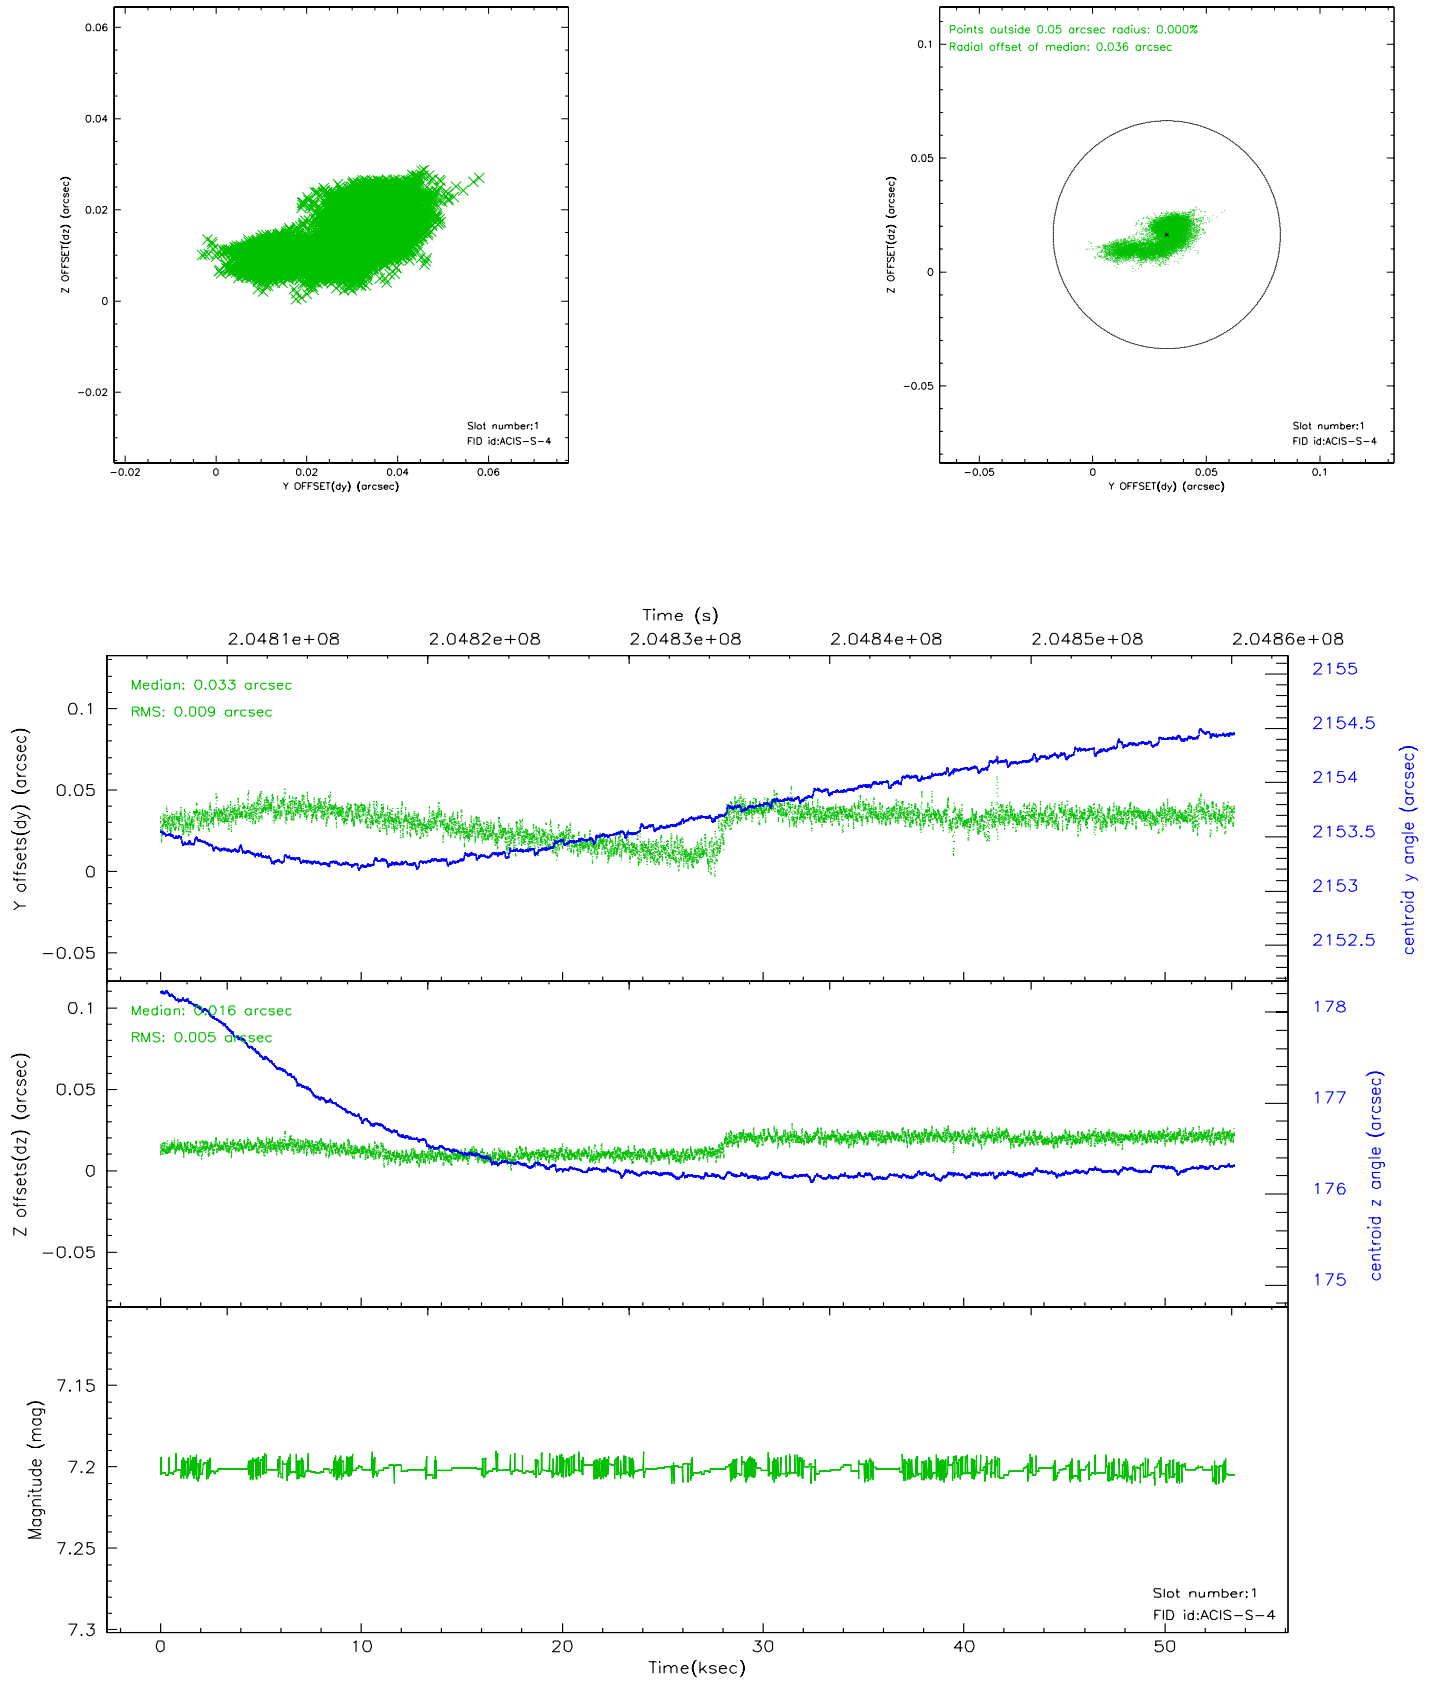 0.06
0.04
0.02
0
−0.02
Z OFFSET(dz) (arcsec)
Slot number:1
FID id:ACIS−S−4
−0.02 0 0.02 0.04 0.06
Y OFFSET(dy) (arcsec)
Points outside 0.05 arcsec radius: 0.000%
Radial offset of median: 0.036 arcsec
0.1
0.05
0
−0.05
Z OFFSET(dz) (arcsec)
Slot number:1
FID id:ACIS−S−4
−0.05 0 0.05 0.1
Y OFFSET(dy) (arcsec)
Time (s)
2.0481e+08 2.0482e+08 2.0483e+08 2.0484e+08 2.0485e+08 2.0486e+08
Median: 0.033 arcsec
RMS: 0.009 arcsec
0.1
0.05
0
−0.05
Y offsets(dy) (arcsec)
2155
2154.5
2154
2153.5
2153
2152.5
centroid y angle (arcsec)
Median: 0.016 arcsec
RMS: 0.005 arcsec
0.1
0.05
0
−0.05
Z offsets(dz) (arcsec)
178
177
176
175
centroid z angle (arcsec)
7.15
7.2
7.25
7.3
Magnitude (mag)
Slot number:1
FID id:ACIS−S−4
0 10 20 30 40 50
Time(ksec)